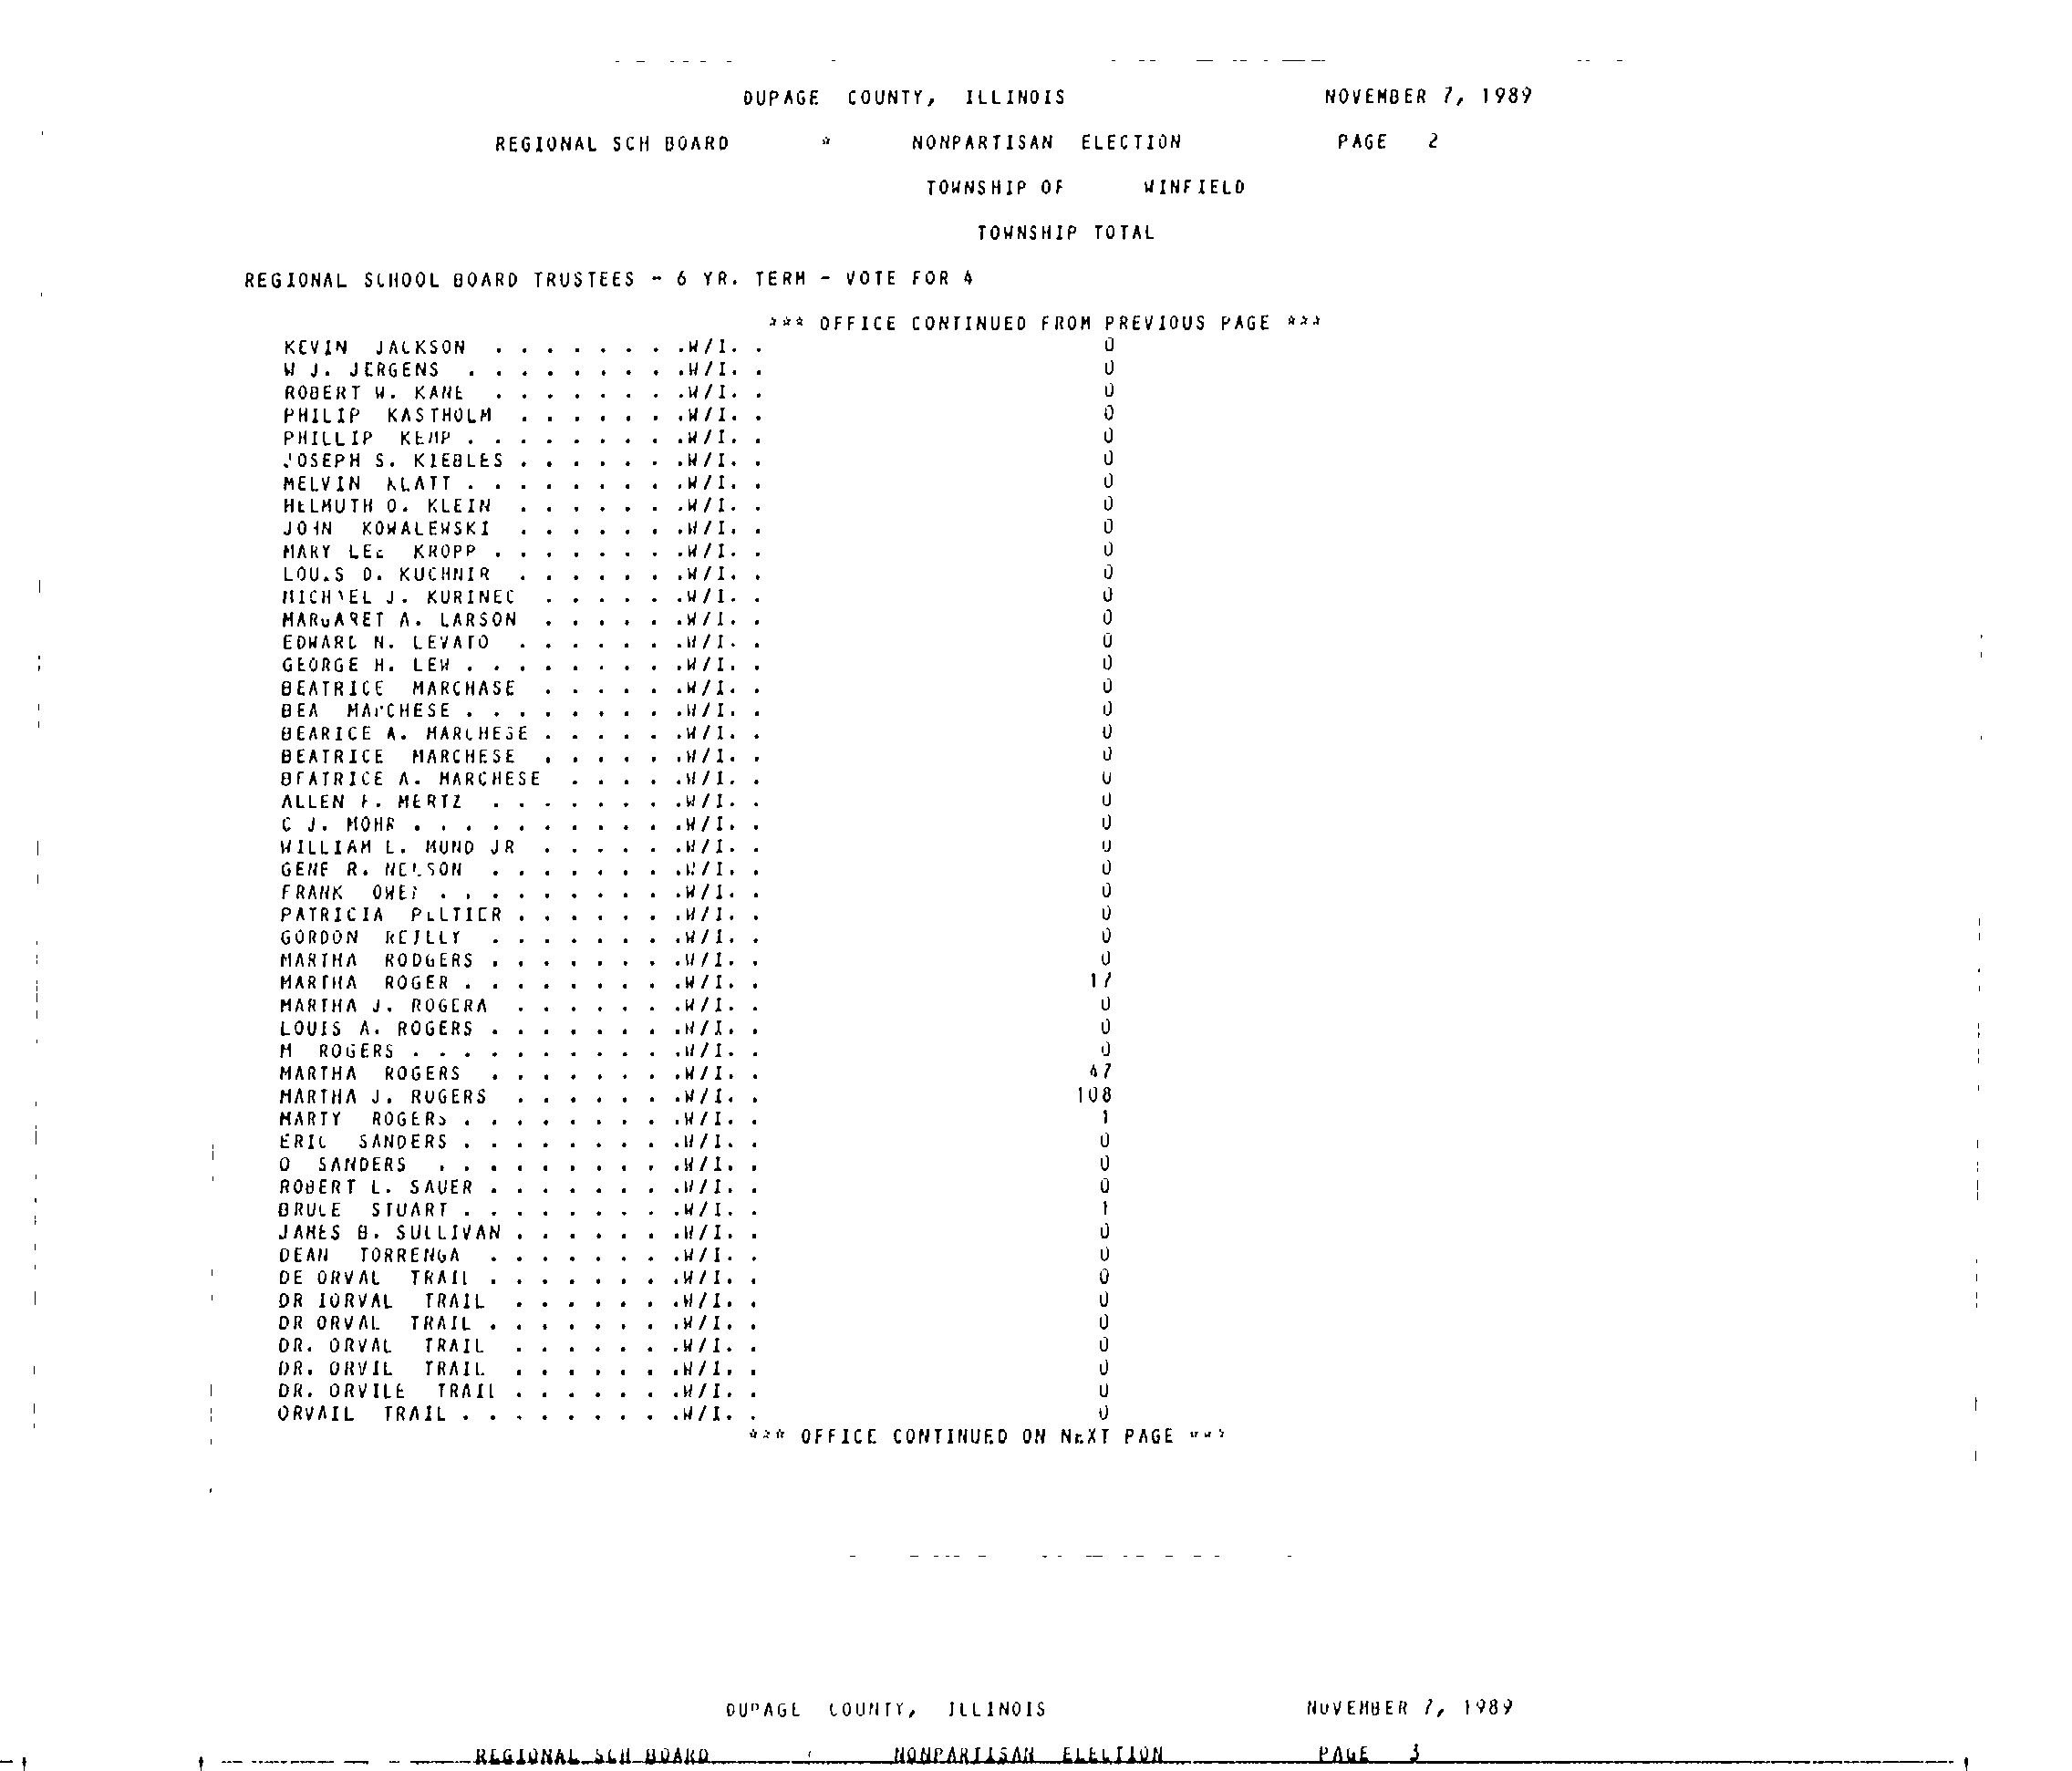 DUPAGE COUNTY, ILLINOIS NOVEMBER 7, 1989
REGIONAL SCH BOARD * NONPARTISAN ELECTION PAGE 2
TOWNSHIP OF WINFIELD
TOWNSHIP TOTAL
REGIONAL SCHOOL BOARD TRUSTEES - 6 YR. TERM - VOTE FOR 4
*** OFFICE CONTINUED FROM PREVIOUS PAGE ***
KEVIN JACKSON . . . . . . . .W/I. . 0
W J. JERGENS . . . . . . . . .W/I. . 0
ROBERT W. KANE . . . . . . . .W/I. . 0
PHILIP KASTHOLM . . . . . . .W/I. . 0
PHILLIP KEMP . . . . . . . . .W/I. . 0
JOSEPH S. KIEBLES . . . . . . .W/I. . 0
MELVIN KLATT . . . . . . . . .W/I. . 0
HELMUTH O. KLEIN . . . . . . .W/I. . 0
JOHN KOWALEWSKI . . . . . . .W/I. . 0
MARY LEE KROPP . . . . . . . .W/I. . 0
LOUIS D. KUCHNIR . . . . . . .W/I. . 0
MICHAEL J. KURINEC . . . . . .W/I. . 0
MARGARET A. LARSON . . . . . .W/I. . 0
EDWARD N. LEVATO . . . . . . .W/I. . 0
GEORGE H. LEW . . . . . . . . .W/I. . 0
BEATRICE MARCHASE . . . . . .W/I. . 0
BEA MARCHESE . . . . . . . . .W/I. . 0
BEARICE A. MARCHESE . . . . . .W/I. . 0
BEATRICE MARCHESE . . . . . .W/I. . 0
BEATRICE A. MARCHESE . . . . .W/I. . 0
ALLEN F. MERTZ . . . . . . . .W/I. . 0
C J. MOHR . . . . . . . . . . .W/I. . 0
WILLIAM L. MUND JR . . . . . .W/I. . 0
GENE R. NELSON . . . . . . . .W/I. . 0
FRANK . . . . . . . . . .W/I. . 0
PATRICIA PELTIER . . . . . . .W/I. . 0
GORDON REILLY . . . . . . . .W/I. . 0
MARTHA RODGERS . . . . . . . .W/I. . 0
MARTHA ROGER . . . . . . . . .W/I. . 17
MARTHA J. ROGERA . . . . . . .W/I. . 0
LOUIS A. ROGERS . . . . . . . .W/I. . 0
M ROGERS . . . . . . . . . . .W/I. . 0
MARTHA ROGERS . . . . . . . .W/I. . 47
MARTHA J. ROGERS . . . . . . .W/I. . 108
MARTY ROGERS . . . . . . . . .W/I. . 1
ERIC SANDERS . . . . . . . . .W/I. . 0
O SANDERS . . . . . . . . . .W/I. . 0
ROBERT L. SAUER . . . . . . . .W/I. . 0
BRUCE STUART . . . . . . . . .W/I. . 1
JAMES B. SULLIVAN . . . . . . .W/I. . 0
DEAN TORRENGA . . . . . . . .W/I. . 0
DE ORVAL TRAIL . . . . . . . .W/I. . 0
DR IORVAL TRAIL . . . . . . .W/I. . 0
DR ORVAL TRAIL . . . . . . . .W/I. . 0
DR. ORVAL TRAIL . . . . . . .W/I. . 0
DR. ORVIL TRAIL . . . . . . .W/I. . 0
DR. ORVILE TRAIL . . . . . . .W/I. . 0
ORVAIL TRAIL . . . . . . . . .W/I. . 0
*** OFFICE CONTINUED ON NEXT PAGE ***
DUPAGE COUNTY, ILLINOIS NOVEMBER 7, 1989
REGIONAL SCH BOARD NONPARTISAN ELECTION PAGE 3